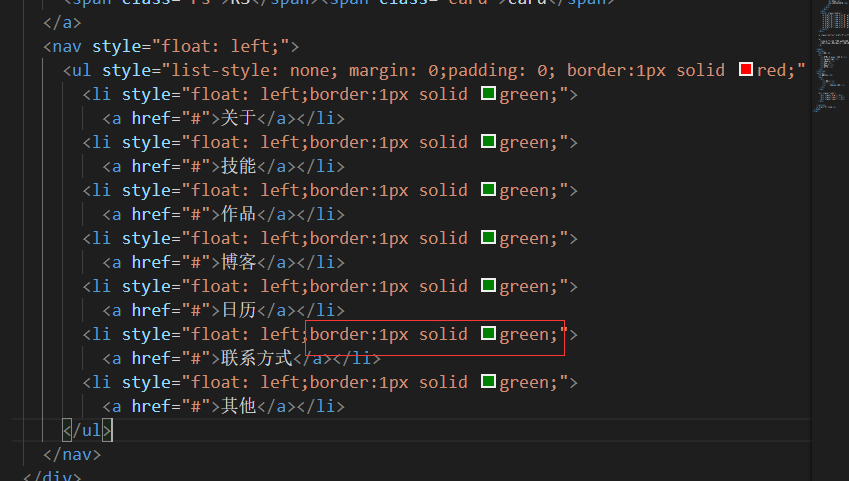 <span class="rs">RS</span><span class="card">card</span>
</a>
<nav style="float: left;">
<ul style="list-style: none; margin: 0;padding: 0; border:1px solid red;"
<li style="float: left;border:1px solid green;">
<a href="#">关于</a></li>
<li style="float: left;border:1px solid green;">
<a href="#">技能</a></li>
<li style="float: left;border:1px solid green;">
<a href="#">作品</a></li>
<li style="float: left;border:1px solid green;">
<a href="#">博客</a></li>
<li style="float: left;border:1px solid green;">
<a href="#">日历</a></li>
<li style="float: left;border:1px solid green;">
<a href="#">联系方式</a></li>
<li style="float: left;border:1px solid green;">
<a href="#">其他</a></li>
</ul>
</nav>
</div>